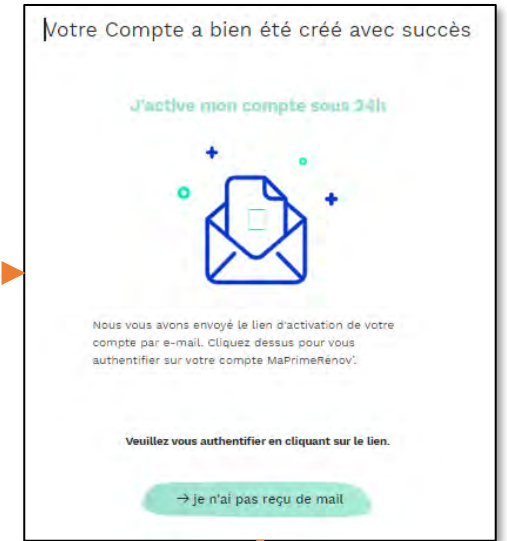 Votre Compte a bien été créé avec succès
J'active mon compte sous 24h
Nous vous avons envoyé le lien d'activation de votre
compte par e-mail. Cliquez dessus pour vous
authentifier sur votre compte MaPrimeRénov'.
Veuillez vous authentifier en cliquant sur le lien.
→ je n'ai pas reçu de mail